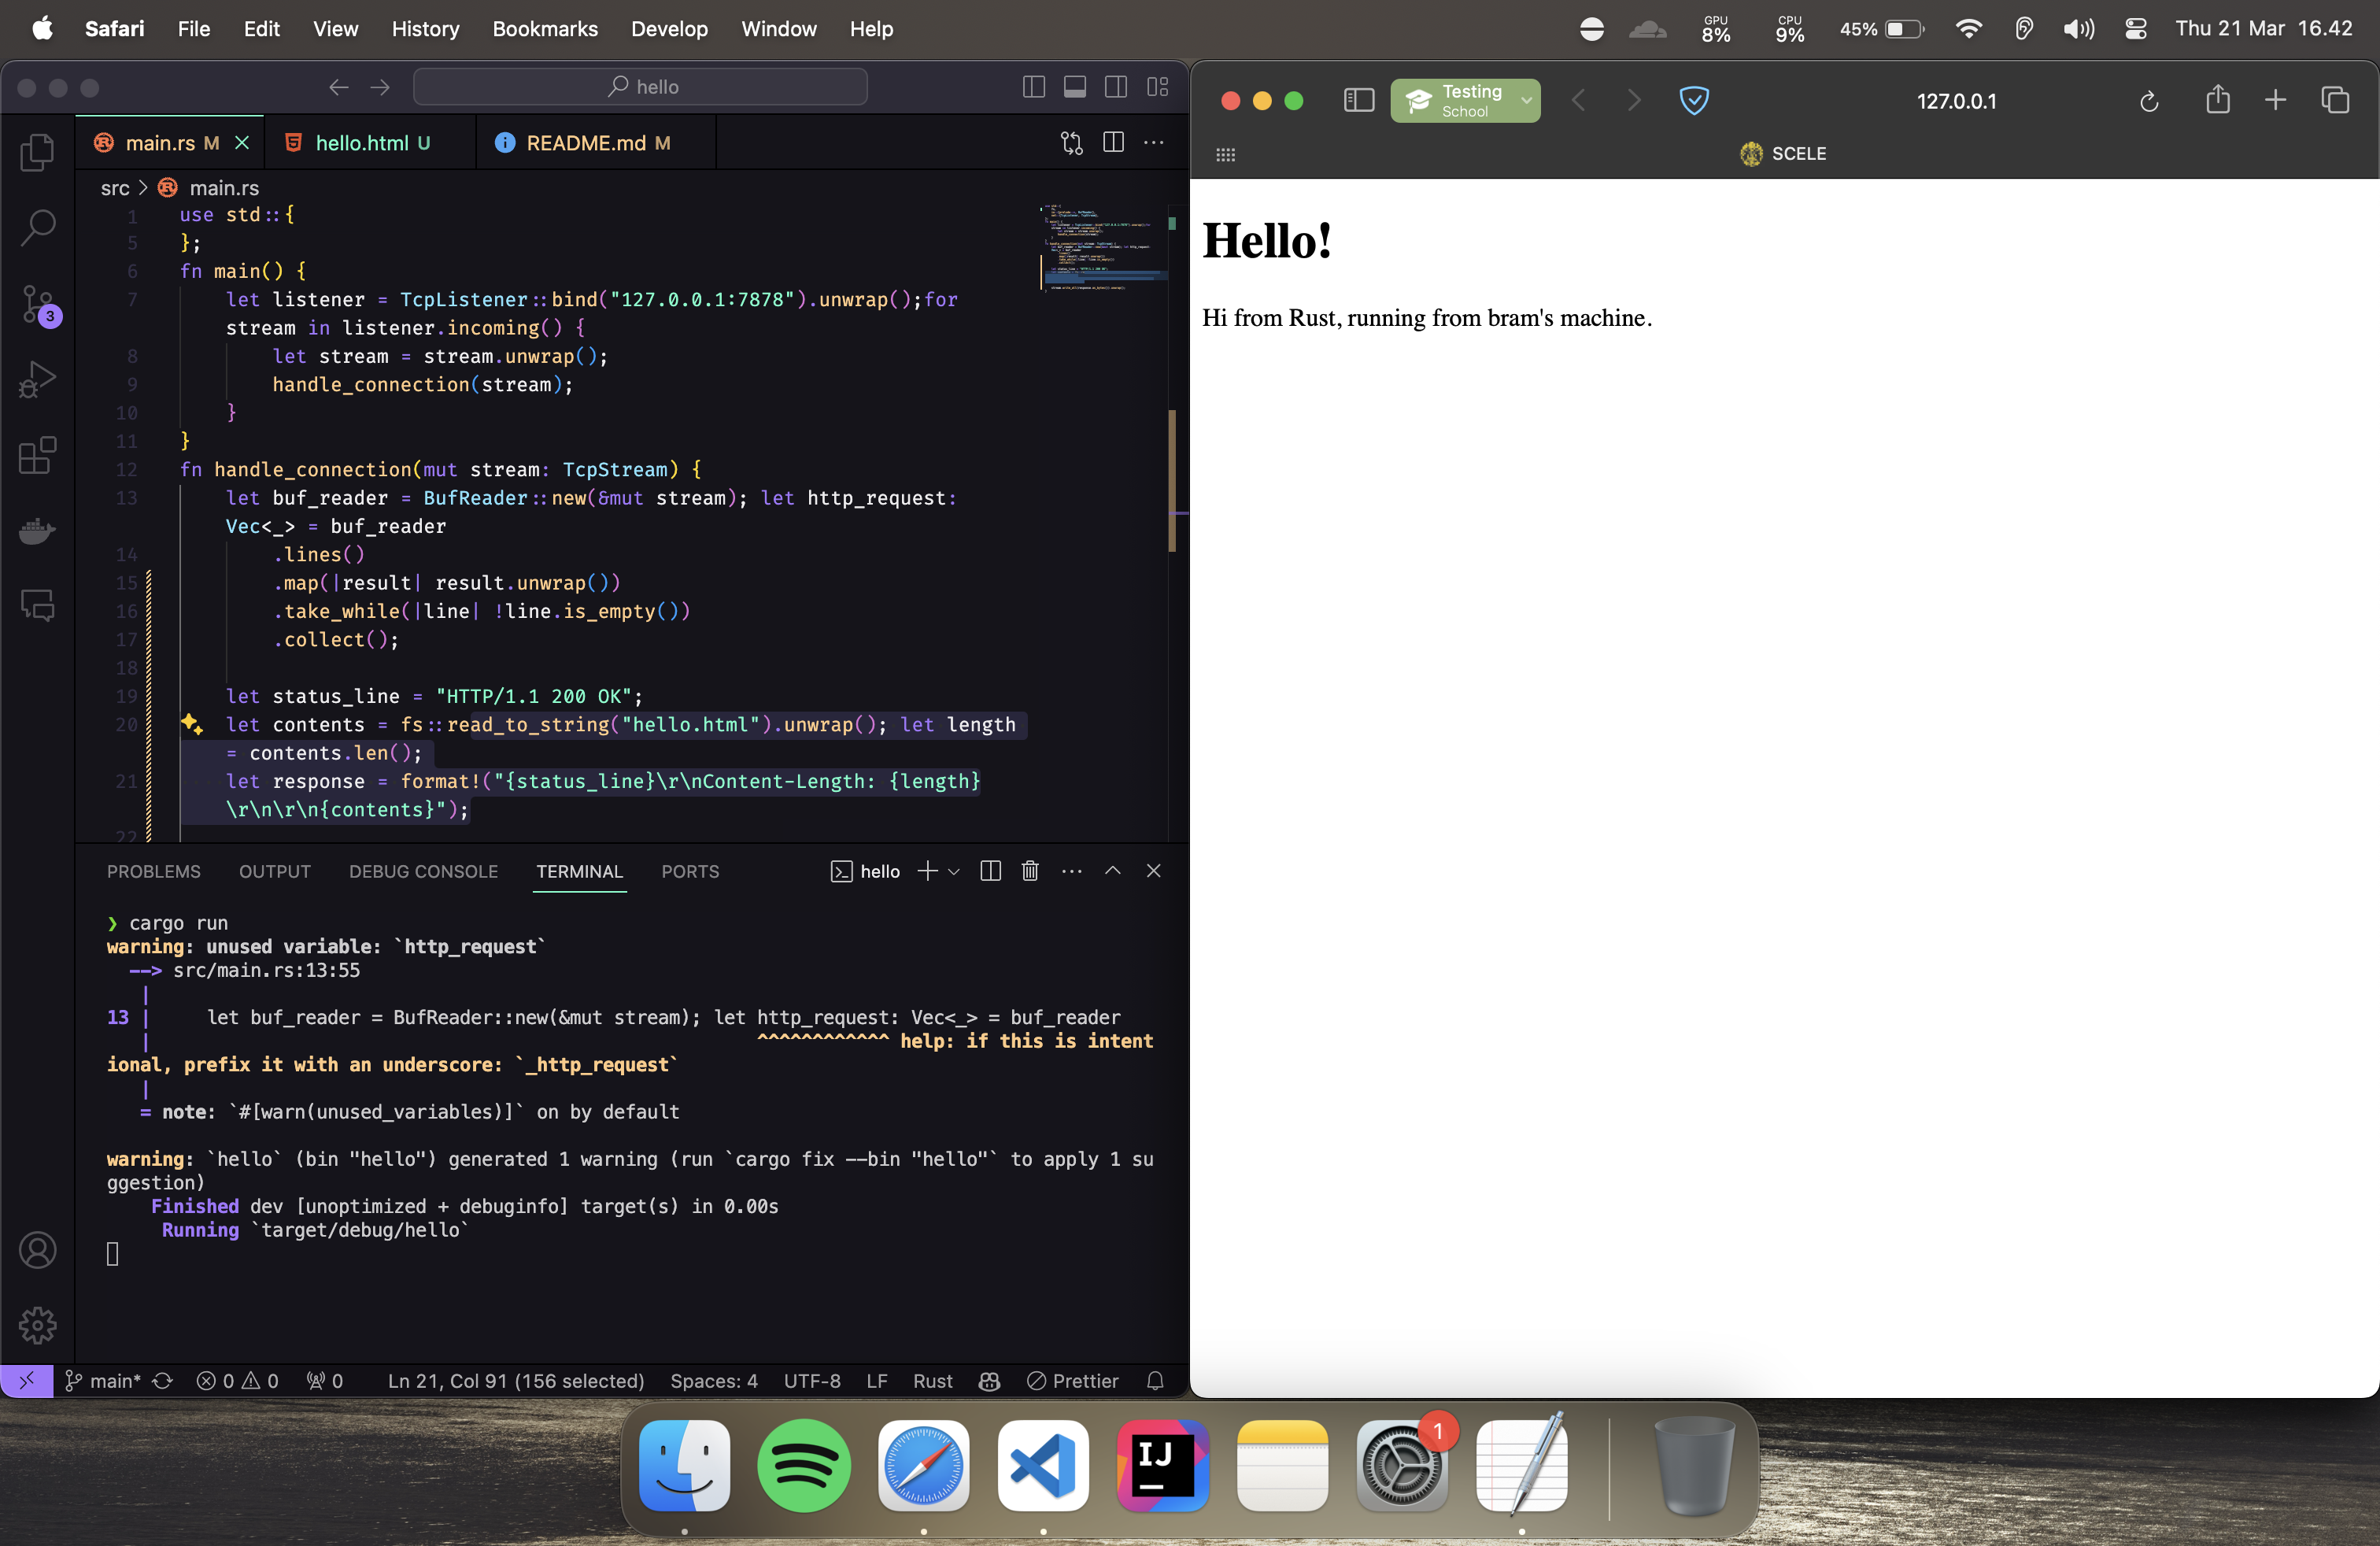 Safari File Edit View History Bookmarks Develop Window Help
GPU 8% CPU 9% 45% Thu 21 Mar 16.42
hello
main.rs M hello.html U README.md M
src > main.rs
1 use std::{
5 };
6 fn main() {
7 let listener = TcpListener::bind("127.0.0.1:7878").unwrap();for
stream in listener.incoming() {
8 let stream = stream.unwrap();
9 handle_connection(stream);
10 }
11 }
12 fn handle_connection(mut stream: TcpStream) {
13 let buf_reader = BufReader::new(&mut stream); let http_request:
Vec<_> = buf_reader
14 .lines()
15 .map(|result| result.unwrap())
16 .take_while(|line| !line.is_empty())
17 .collect();
18
19 let status_line = "HTTP/1.1 200 OK";
20 let contents = fs::read_to_string("hello.html").unwrap(); let length
= contents.len();
21 let response = format!("{status_line}\r\nContent-Length: {length}
\r\n\r\n{contents}");
22
3
PROBLEMS OUTPUT DEBUG CONSOLE TERMINAL PORTS hello
❯ cargo run
warning: unused variable: `http_request`
--> src/main.rs:13:55
|
13 | let buf_reader = BufReader::new(&mut stream); let http_request: Vec<_> = buf_reader
| ^^^^^^^^^^^^ help: if this is intent
ional, prefix it with an underscore: `_http_request`
|
= note: `#[warn(unused_variables)]` on by default
warning: `hello` (bin "hello") generated 1 warning (run `cargo fix --bin "hello"` to apply 1 su
ggestion)
Finished dev [unoptimized + debuginfo] target(s) in 0.00s
Running `target/debug/hello`
main* 0 0 0 Ln 21, Col 91 (156 selected) Spaces: 4 UTF-8 LF Rust Prettier
Testing
School
127.0.0.1
SCELE
Hello!
Hi from Rust, running from bram's machine.
IJ
1